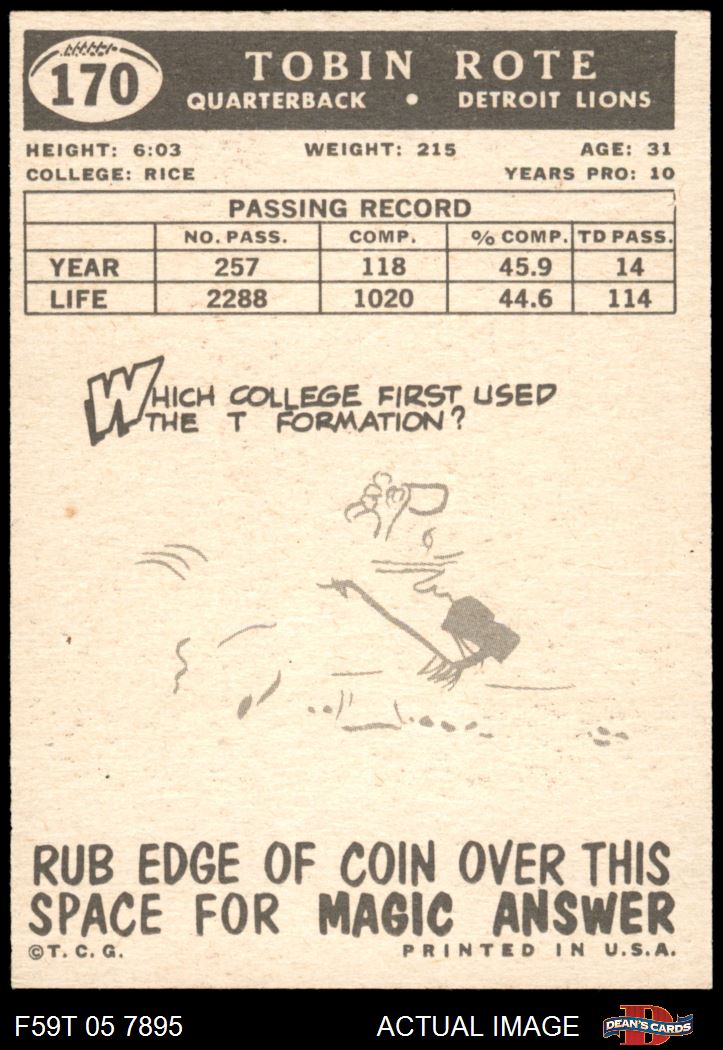 170
TOBIN ROTE
QUARTERBACK • DETROIT LIONS
HEIGHT: 6:03 WEIGHT: 215 AGE: 31
COLLEGE: RICE YEARS PRO: 10
PASSING RECORD
NO. PASS. COMP. % COMP. TD PASS.
YEAR 257 118 45.9 14
LIFE 2288 1020 44.6 114
WHICH COLLEGE FIRST USED
THE T FORMATION?
RUB EDGE OF COIN OVER THIS
SPACE FOR MAGIC ANSWER
©T. C. G. PRINTED IN U.S.A.
F59T 05 7895 ACTUAL IMAGE DEAN'S CARDS